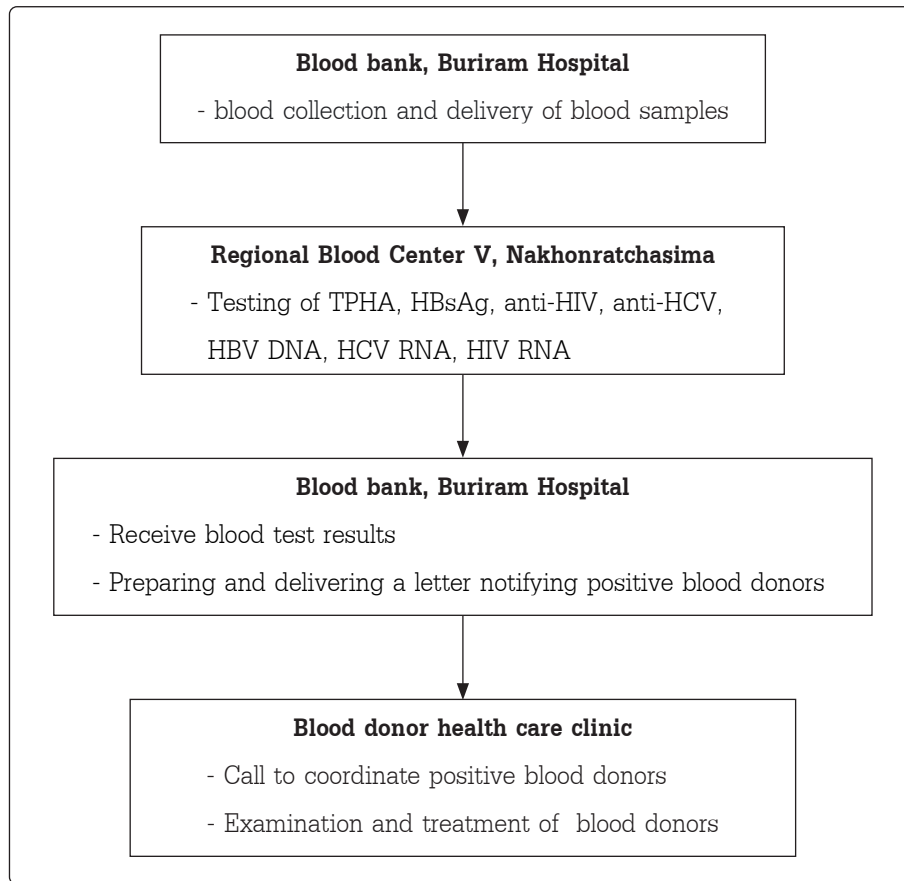 Blood bank, Buriram Hospital
- blood collection and delivery of blood samples
Regional Blood Center V, Nakhonratchasima
- Testing of TPHA, HBsAg, anti-HIV, anti-HCV,
HBV DNA, HCV RNA, HIV RNA
Blood bank, Buriram Hospital
- Receive blood test results
- Preparing and delivering a letter notifying positive blood donors
Blood donor health care clinic
- Call to coordinate positive blood donors
- Examination and treatment of blood donors